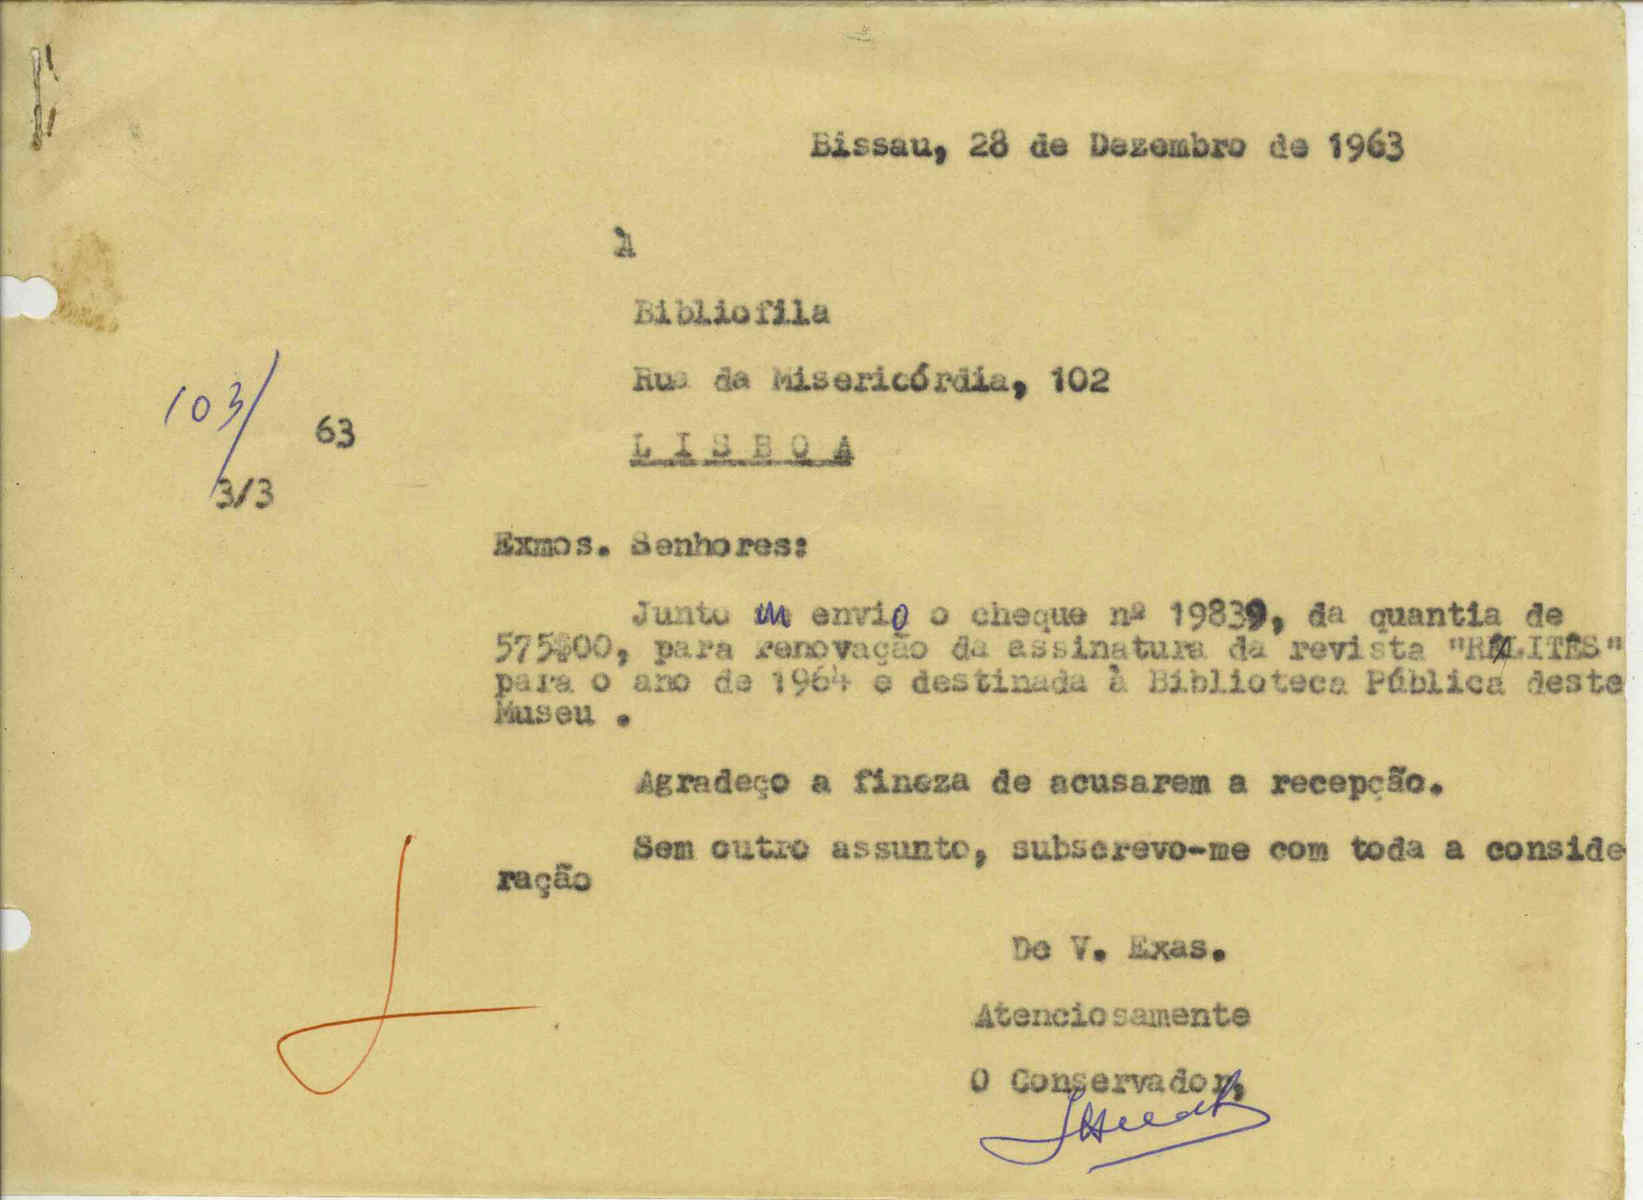 Bissau, 28 de Dezembro de 1963
À
Bibliofila
Rua da Misericórdia, 102
LISBOA
103/ 63
3/3
Exmos. Senhores:
Junto envio o cheque nº 19839, da quantia de
575$00, para renovação da assinatura da revista "RÉALITÉS"
para o ano de 1964 e destinada à Biblioteca Pública deste
Museu .
Agradeço a fineza de acusarem a recepção.
Sem outro assunto, subscrevo-me com toda a conside
ração
De V. Exas.
Atenciosamente
O Conservador,